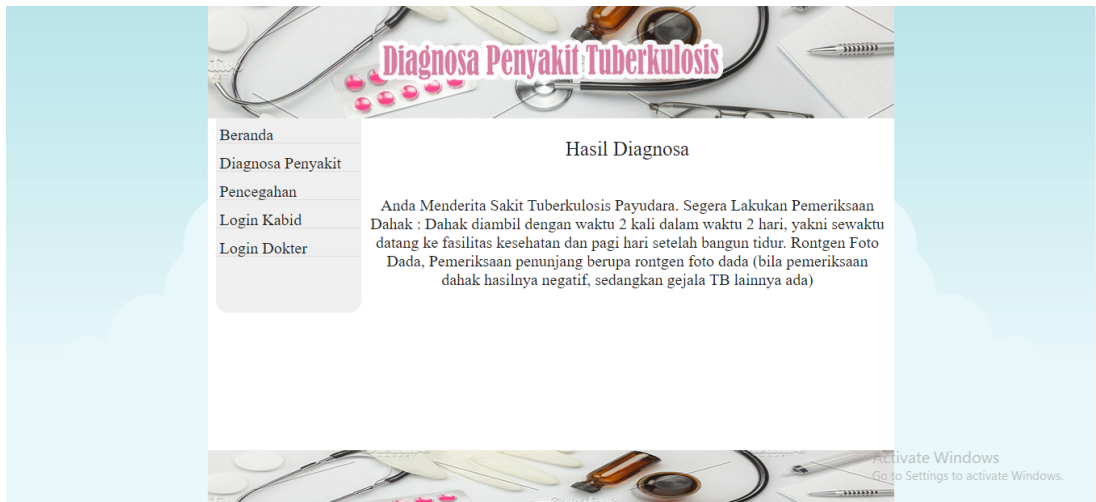 Diagnosa Penyakit Tuberkulosis
Beranda
Diagnosa Penyakit
Pencegahan
Login Kabid
Login Dokter
Hasil Diagnosa
Anda Menderita Sakit Tuberkulosis Payudara. Segera Lakukan Pemeriksaan
Dahak : Dahak diambil dengan waktu 2 kali dalam waktu 2 hari, yakni sewaktu
datang ke fasilitas kesehatan dan pagi hari setelah bangun tidur. Rontgen Foto
Dada, Pemeriksaan penunjang berupa rontgen foto dada (bila pemeriksaan
dahak hasilnya negatif, sedangkan gejala TB lainnya ada)
Activate Windows
Go to Settings to activate Windows.